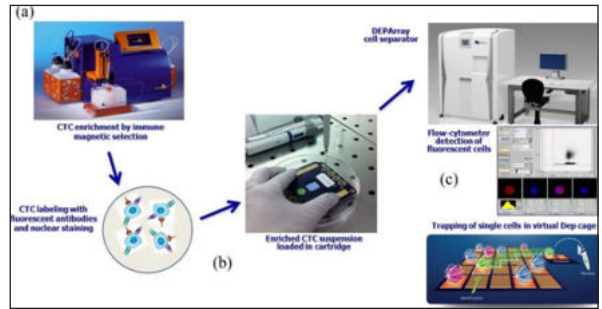 (a)
CTC enrichment by immune
magnetic selection
CTC labeling with
fluorescent antibodies
and nuclear staining
(b)
Enriched CTC suspension
loaded in cartridge
DEPArray
cell separator
Flow-cytometer
detection of
fluorescent cells
(c)
Trapping of single cells in virtual Dep cage